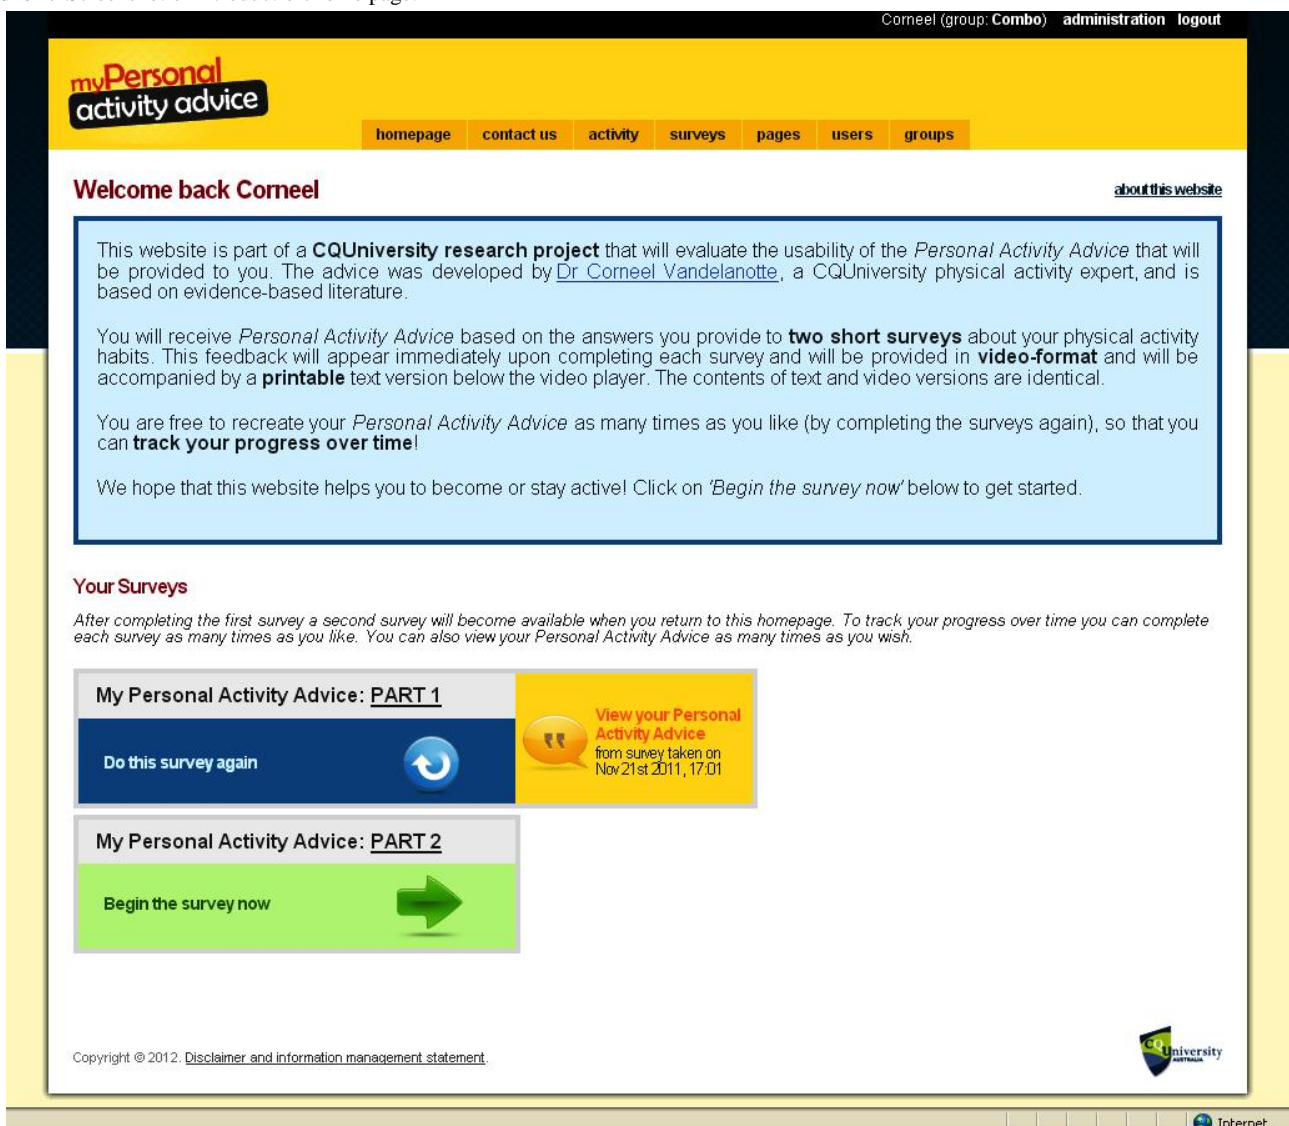 Corneel (group: Combo) administration logout
myPersonal
activity advice
homepage contact us activity surveys pages users groups
Welcome back Corneel
about this website
This website is part of a CQUniversity research project that will evaluate the usability of the Personal Activity Advice that will
be provided to you. The advice was developed by Dr Corneel Vandelanotte, a CQUniversity physical activity expert, and is
based on evidence-based literature.
You will receive Personal Activity Advice based on the answers you provide to two short surveys about your physical activity
habits. This feedback will appear immediately upon completing each survey and will be provided in video-format and will be
accompanied by a printable text version below the video player. The contents of text and video versions are identical.
You are free to recreate your Personal Activity Advice as many times as you like (by completing the surveys again), so that you
can track your progress over time!
We hope that this website helps you to become or stay active! Click on 'Begin the survey now' below to get started.
Your Surveys
After completing the first survey a second survey will become available when you return to this homepage. To track your progress over time you can complete
each survey as many times as you like. You can also view your Personal Activity Advice as many times as you wish.
My Personal Activity Advice: PART 1
Do this survey again
View your Personal
Activity Advice
from survey taken on
Nov 21st 2011, 17:01
My Personal Activity Advice: PART 2
Begin the survey now
Copyright © 2012. Disclaimer and information management statement.
CQUniversity
AUSTRALIA
Internet